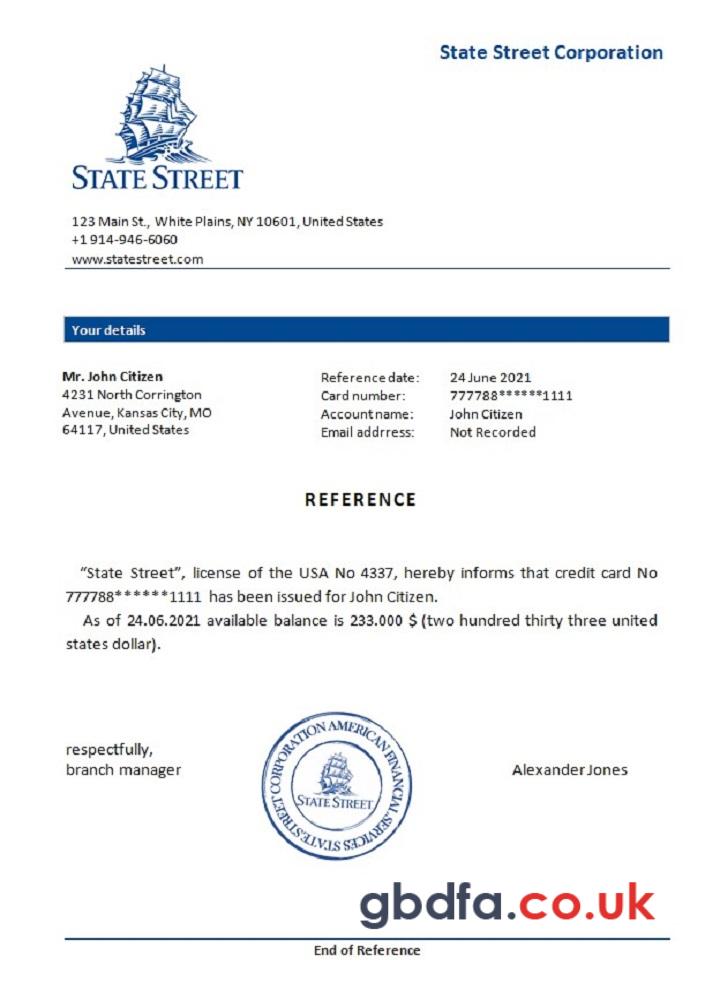 State Street Corporation
STATE STREET
123 Main St., White Plains, NY 10601, United States
+1 914-946-6060
www.statestreet.com
Your details
Mr. John Citizen
4231 North Corrington
Avenue, Kansas City, MO
64117, United States
Reference date: 24 June 2021
Card number: 777788******1111
Account name: John Citizen
Email addrress: Not Recorded
REFERENCE
“State Street”, license of the USA No 4337, hereby informs that credit card No
777788******1111 has been issued for John Citizen.
As of 24.06.2021 available balance is 233.000 $ (two hundred thirty three united
states dollar).
respectfully,
branch manager
STATE STREET CORPORATION AMERICAN FINANCIAL SERVICES
STATE STREET
Alexander Jones
gbdfa.co.uk
End of Reference